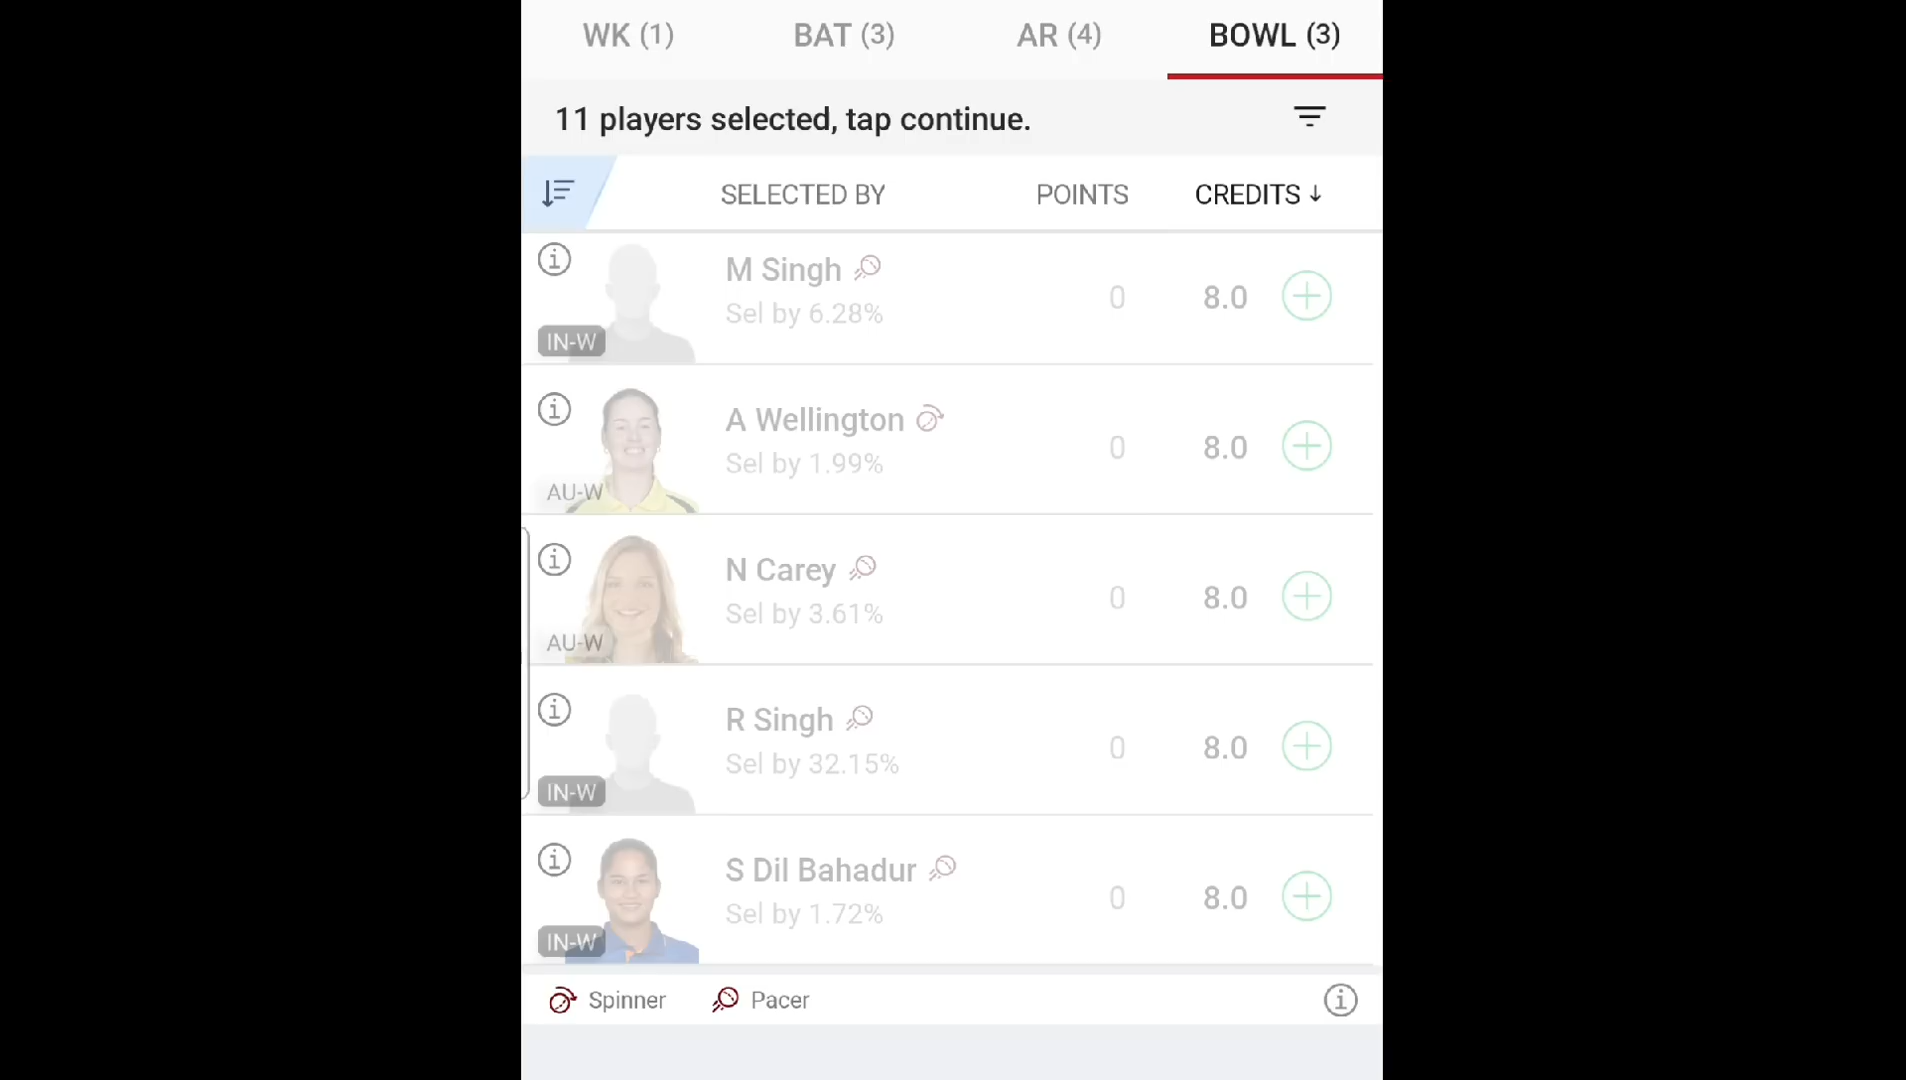 WK (1) BAT (3) AR (4) BOWL (3)
11 players selected, tap continue.
SELECTED BY POINTS CREDITS ↓
M Singh
Sel by 6.28% 0 8.0
IN-W
A Wellington
Sel by 1.99% 0 8.0
AU-W
N Carey
Sel by 3.61% 0 8.0
AU-W
R Singh
Sel by 32.15% 0 8.0
IN-W
S Dil Bahadur
Sel by 1.72% 0 8.0
IN-W
Spinner Pacer